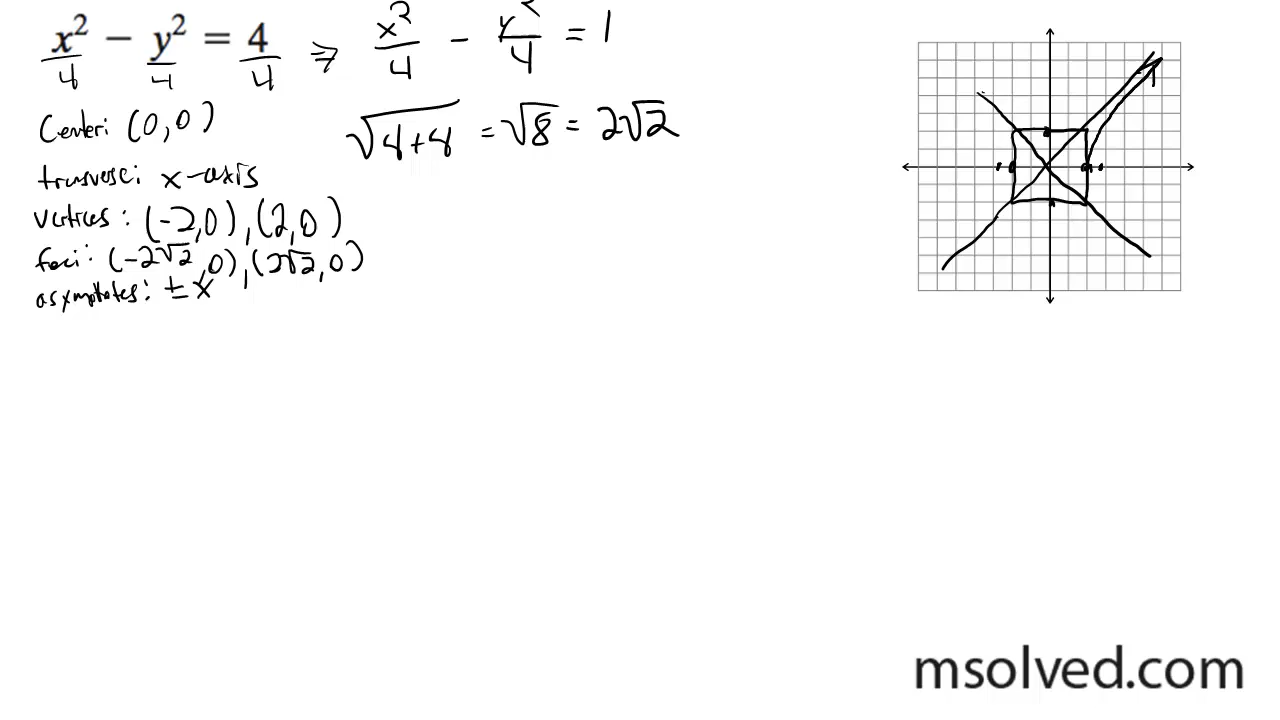 x² − y² = 4 ⇒ x²/4 − y²/4 = 1
4 4 4
Center: (0,0) √4+4 = √8 = 2√2
trasverse: x-axis
vertices: (-2,0), (2,0)
foci: (-2√2,0), (2√2,0)
asymptotes: ± x
msolved.com